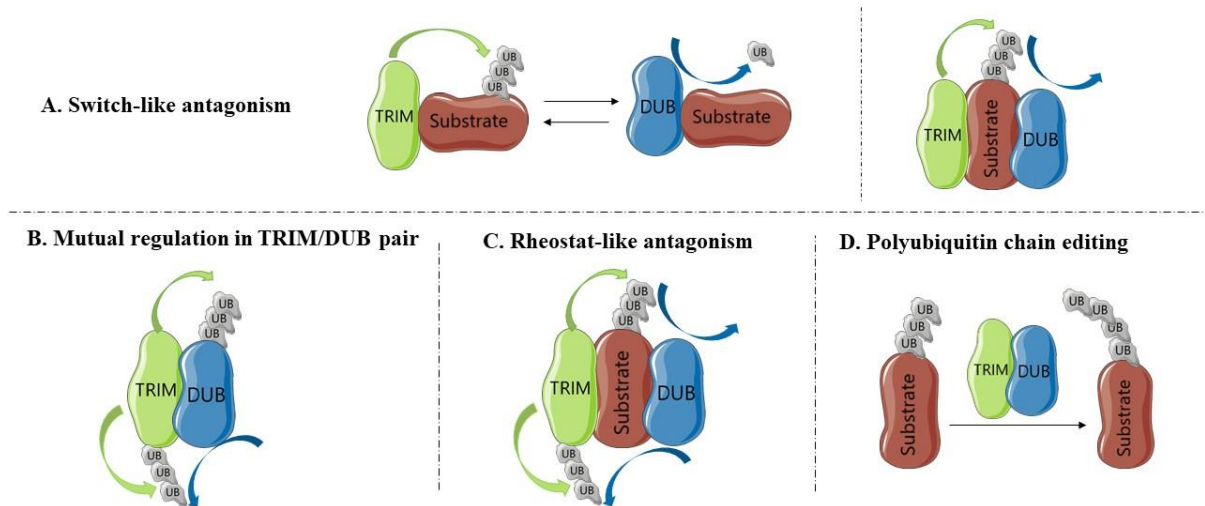 A. Switch-like antagonism
TRIM
Substrate
UB
UB
UB
DUB
Substrate
UB
TRIM
Substrate
DUB
UB
UB
UB
B. Mutual regulation in TRIM/DUB pair
UB
UB
UB
TRIM
DUB
UB
UB
UB
C. Rheostat-like antagonism
UB
UB
UB
TRIM
Substrate
DUB
UB
UB
UB
D. Polyubiquitin chain editing
UB
UB
UB
Substrate
TRIM
DUB
UB
UB
UB
UB
Substrate